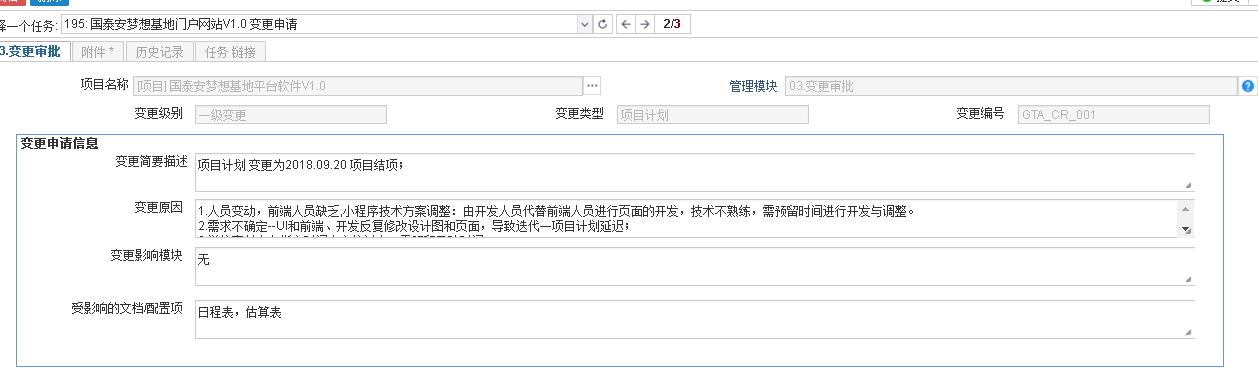 择一个任务: 195: 国泰安梦想基地门户网站V1.0 变更申请 2/3
3.变更审批 附件 * 历史记录 任务 链接
项目名称 [项目] 国泰安梦想基地平台软件V1.0 管理模块 03.变更审批
变更级别 一级变更 变更类型 项目计划 变更编号 GTA_CR_001
变更申请信息
变更简要描述 项目计划 变更为2018.09.20 项目结项；
变更原因 1.人员变动，前端人员缺乏,小程序技术方案调整：由开发人员代替前端人员进行页面的开发，技术不熟练，需预留时间进行开发与调整。
2.需求不确定--UI和前端、开发反复修改设计图和页面，导致迭代一项目计划延迟；
变更影响模块 无
受影响的文档/配置项 日程表，估算表